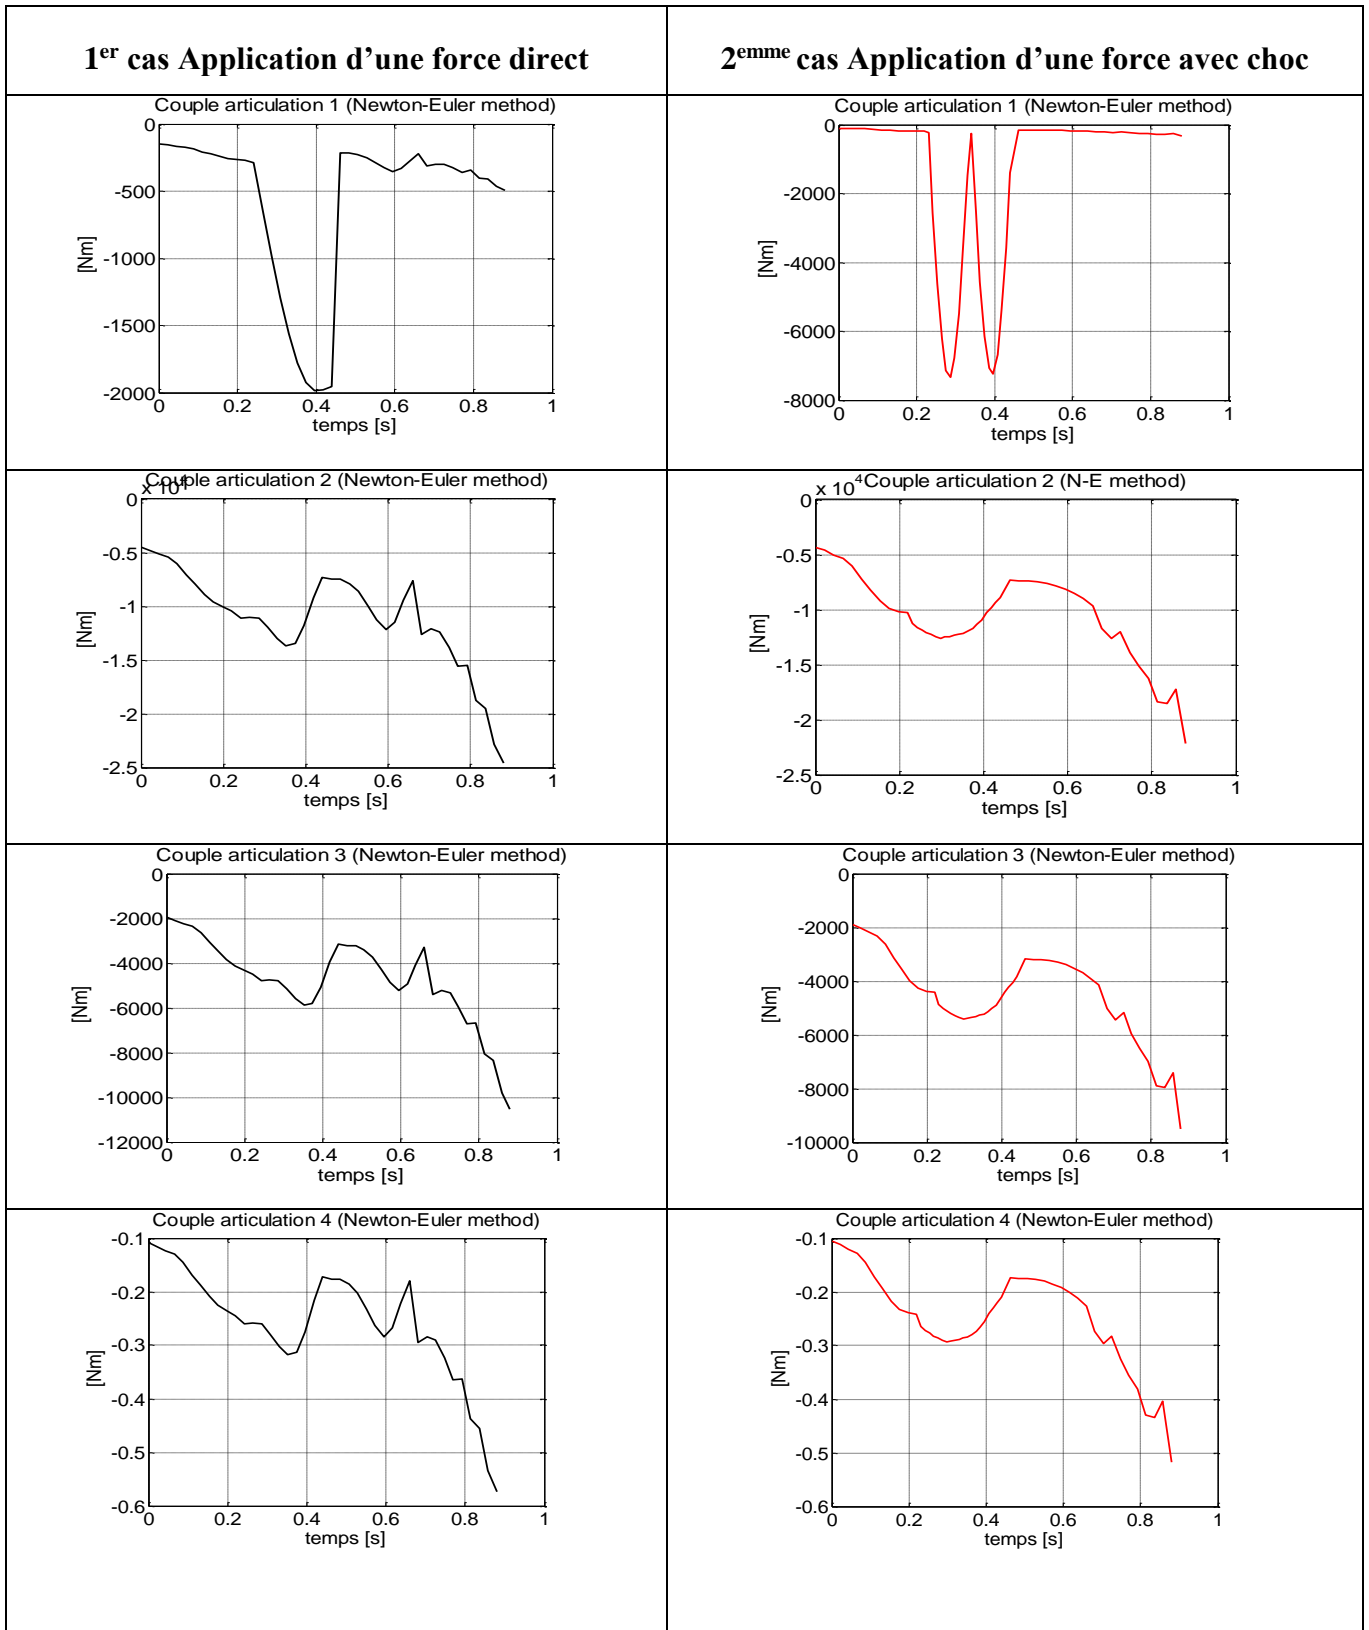 1er cas Application d’une force direct
2emme cas Application d’une force avec choc
Couple articulation 1 (Newton-Euler method)
0
-500
-1000
-1500
-2000
[Nm]
0 0.2 0.4 0.6 0.8 1
temps [s]
Couple articulation 1 (Newton-Euler method)
0
-2000
-4000
-6000
-8000
[Nm]
0 0.2 0.4 0.6 0.8 1
temps [s]
Couple articulation 2 (Newton-Euler method)
x 10^4
0
-0.5
-1
-1.5
-2
-2.5
[Nm]
0 0.2 0.4 0.6 0.8 1
temps [s]
x 10^4 Couple articulation 2 (N-E method)
0
-0.5
-1
-1.5
-2
-2.5
[Nm]
0 0.2 0.4 0.6 0.8 1
temps [s]
Couple articulation 3 (Newton-Euler method)
0
-2000
-4000
-6000
-8000
-10000
-12000
[Nm]
0 0.2 0.4 0.6 0.8 1
temps [s]
Couple articulation 3 (Newton-Euler method)
0
-2000
-4000
-6000
-8000
-10000
[Nm]
0 0.2 0.4 0.6 0.8 1
temps [s]
Couple articulation 4 (Newton-Euler method)
-0.1
-0.2
-0.3
-0.4
-0.5
-0.6
[Nm]
0 0.2 0.4 0.6 0.8 1
temps [s]
Couple articulation 4 (Newton-Euler method)
-0.1
-0.2
-0.3
-0.4
-0.5
-0.6
[Nm]
0 0.2 0.4 0.6 0.8 1
temps [s]